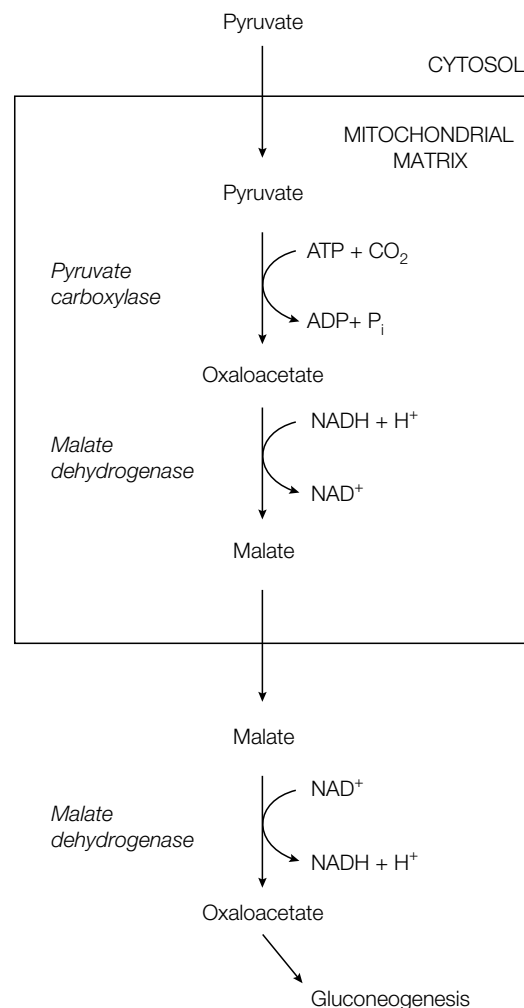 Pyruvate
CYTOSOL
MITOCHONDRIAL
MATRIX
Pyruvate
ATP + CO₂
Pyruvate
carboxylase
ADP+ Pᵢ
Oxaloacetate
NADH + H⁺
Malate
dehydrogenase
NAD⁺
Malate
Malate
NAD⁺
Malate
dehydrogenase
NADH + H⁺
Oxaloacetate
Gluconeogenesis